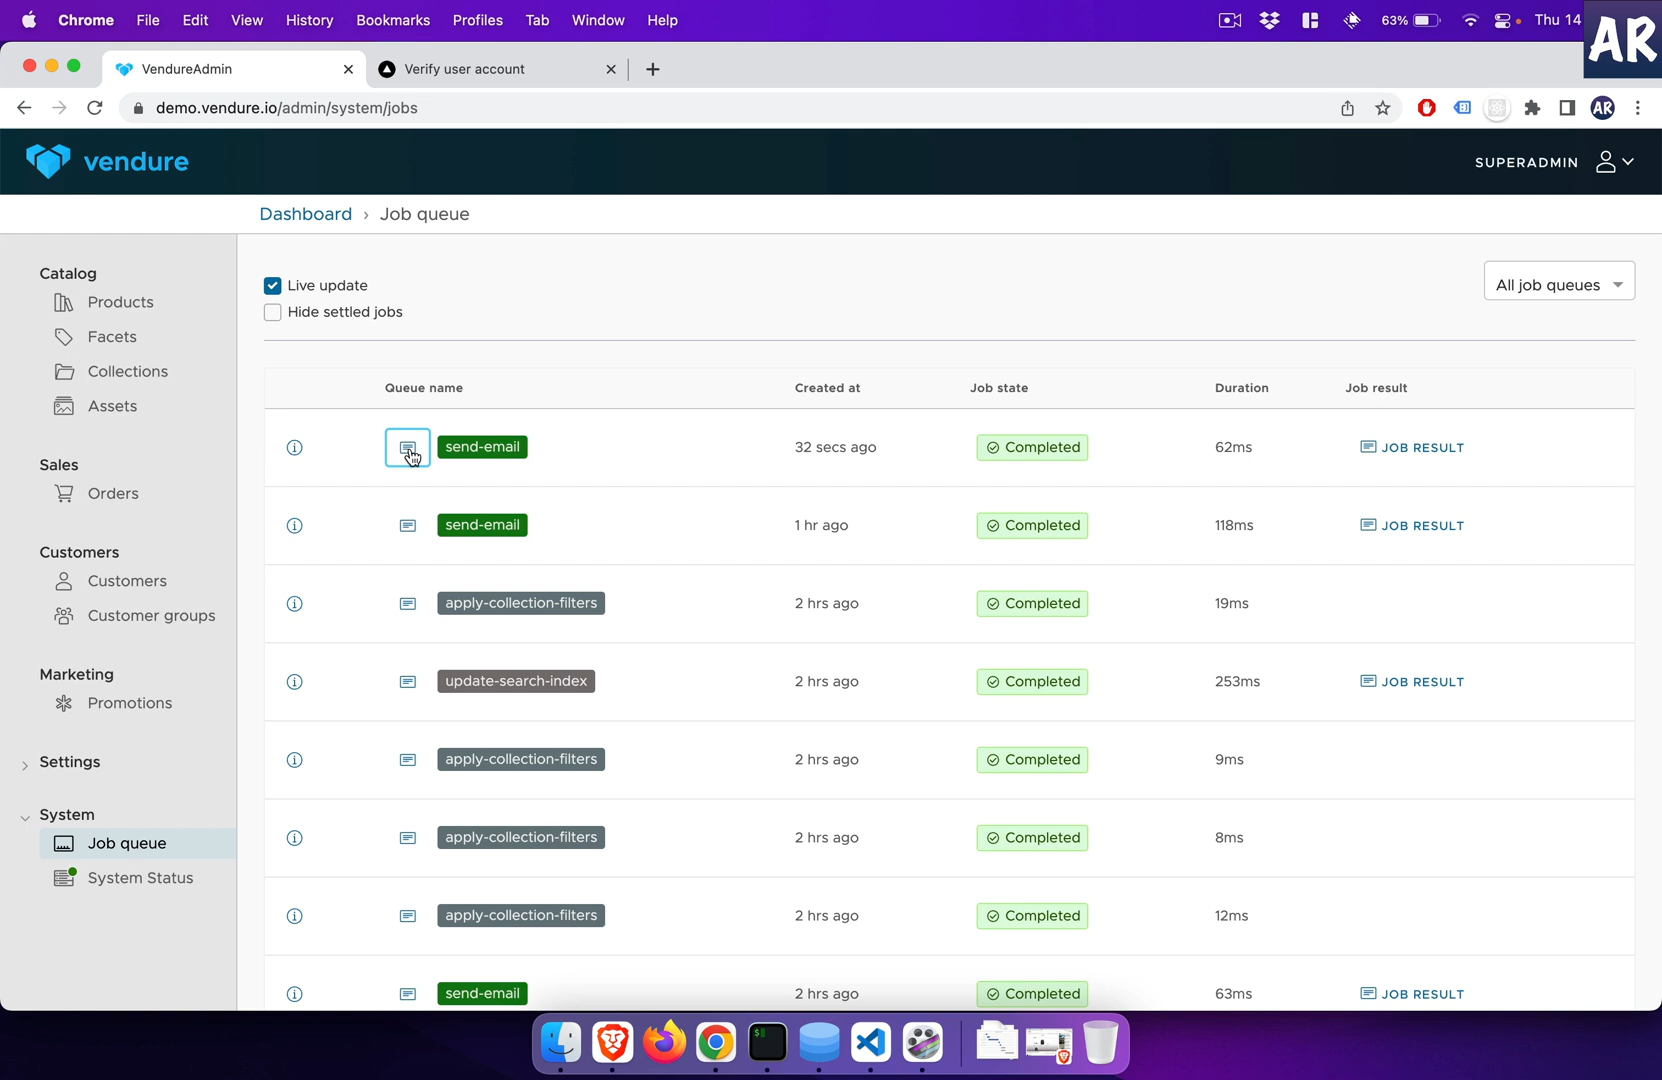 Chrome File Edit View History Bookmarks Profiles Tab Window Help 63% Thu 14
AR
VendureAdmin Verify user account
demo.vendure.io/admin/system/jobs AR
vendure SUPERADMIN
Dashboard › Job queue
Catalog
Products
Facets
Collections
Assets
Sales
Orders
Customers
Customers
Customer groups
Marketing
Promotions
Settings
System
Job queue
System Status
Live update
Hide settled jobs
All job queues
Queue name Created at Job state Duration Job result
send-email 32 secs ago Completed 62ms JOB RESULT
send-email 1 hr ago Completed 118ms JOB RESULT
apply-collection-filters 2 hrs ago Completed 19ms
update-search-index 2 hrs ago Completed 253ms JOB RESULT
apply-collection-filters 2 hrs ago Completed 9ms
apply-collection-filters 2 hrs ago Completed 8ms
apply-collection-filters 2 hrs ago Completed 12ms
send-email 2 hrs ago Completed 63ms JOB RESULT